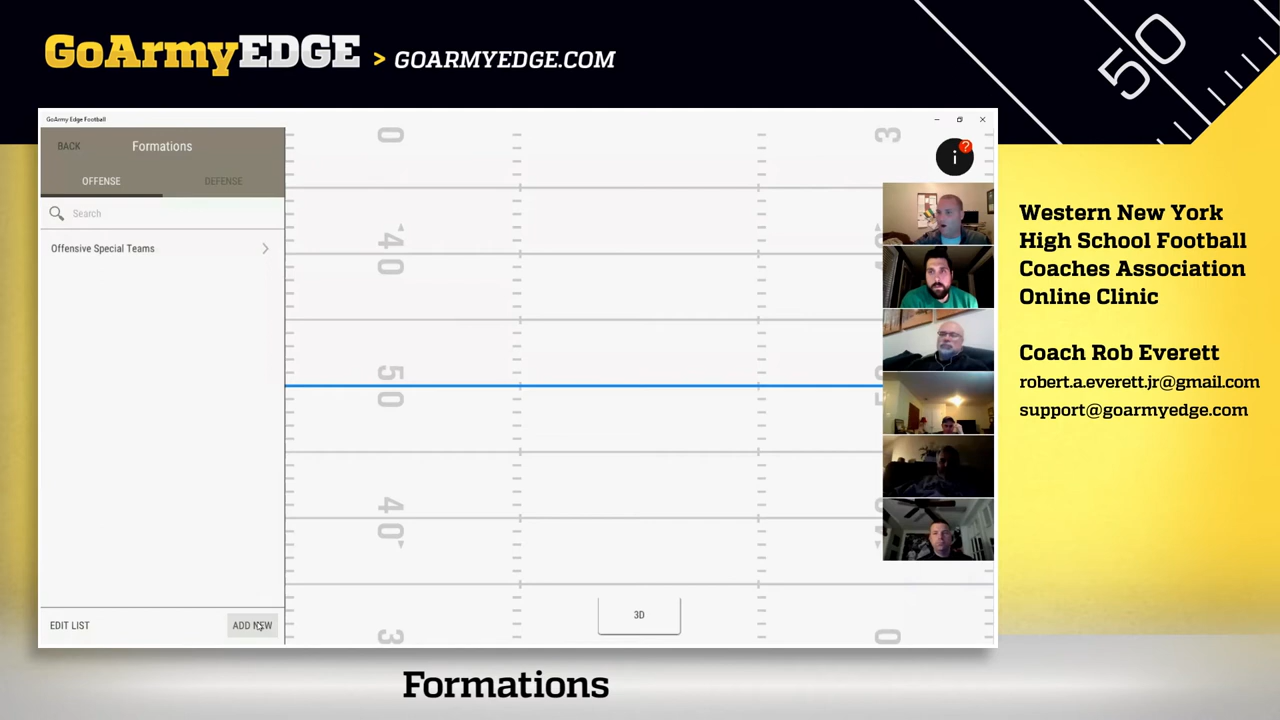 GoArmyEDGE > GOARMYEDGE.COM
50
GoArmy Edge Football
BACK
Formations
OFFENSE
DEFENSE
Search
Offensive Special Teams
EDIT LIST
ADD NEW
0
40
50
40
3
3
0
3D
i
?
Western New York
High School Football
Coaches Association
Online Clinic
Coach Rob Everett
robert.a.everett.jr@gmail.com
support@goarmyedge.com
Formations